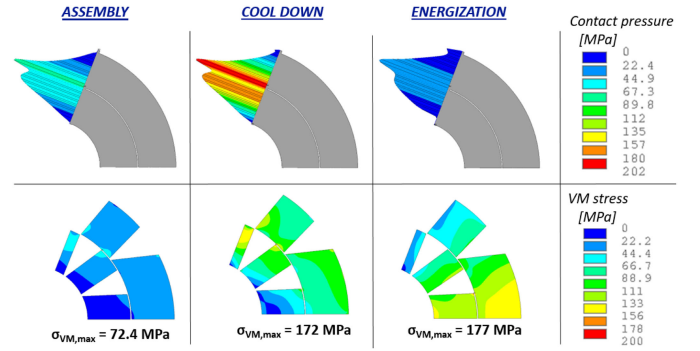 ASSEMBLY
COOL DOWN
ENERGIZATION
Contact pressure
[MPa]
0
22.4
44.9
67.3
89.8
112
135
157
180
202
VM stress
[MPa]
0
22.2
44.4
66.7
88.9
111
133
156
178
200
σVM,max = 72.4 MPa
σVM,max = 172 MPa
σVM,max = 177 MPa